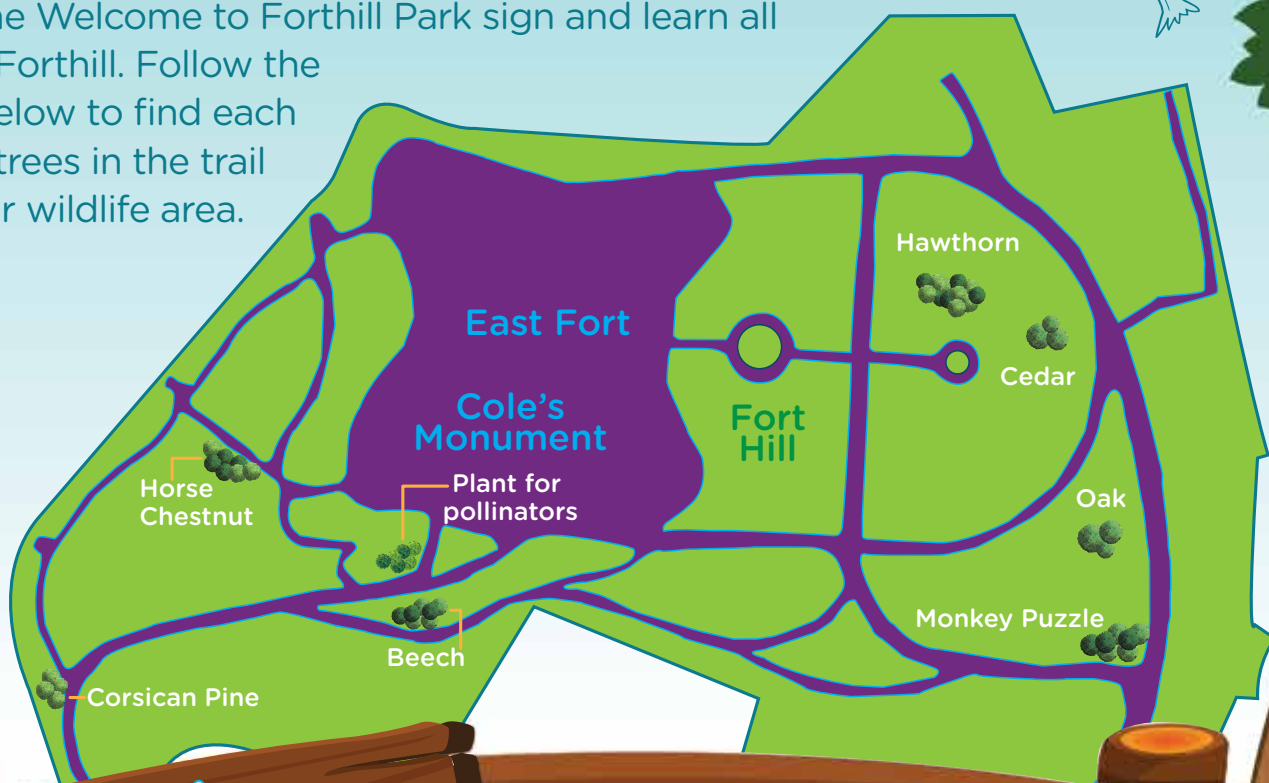 ne Welcome to Forthill Park sign and learn all
Forthill. Follow the
elow to find each
trees in the trail
r wildlife area.
Hawthorn
East Fort
Cedar
Cole's
Monument
Fort
Hill
Plant for
pollinators
Horse
Chestnut
Oak
Monkey Puzzle
Beech
Corsican Pine